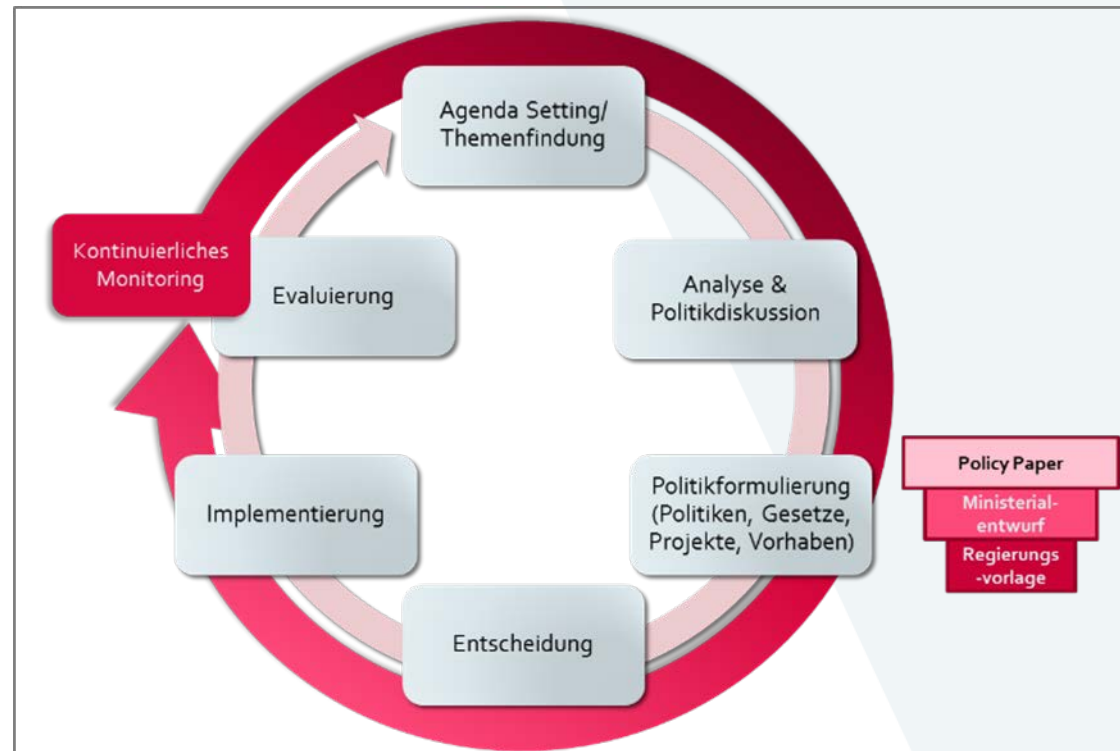 Agenda Setting/
Themenfindung
Kontinuierliches
Monitoring
Evaluierung
Analyse &
Politikdiskussion
Implementierung
Politikformulierung
(Politiken, Gesetze,
Projekte, Vorhaben)
Policy Paper
Ministerial-
entwurf
Regierungs
-vorlage
Entscheidung